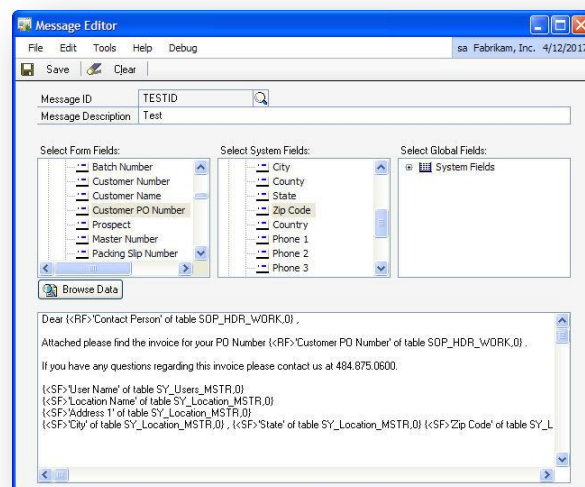 Message Editor
File Edit Tools Help Debug
sa Fabrikam, Inc. 4/12/2017
Save Clear
Message ID TESTID
Message Description Test
Select Form Fields: Select System Fields: Select Global Fields:
Batch Number City System Fields
Customer Number County
Customer Name State
Customer PO Number Zip Code
Prospect Country
Master Number Phone 1
Packing Slip Number Phone 2
Phone 3
Browse Data
Dear {<RF>'Contact Person' of table SOP_HDR_WORK,0} ,
Attached please find the invoice for your PO Number {<RF>'Customer PO Number' of table SOP_HDR_WORK,0} .
If you have any questions regarding this invoice please contact us at 484.875.0600.
{<SF>'User Name' of table SY_Users_MSTR,0}
{<SF>'Location Name' of table SY_Location_MSTR,0}
{<SF>'Address 1' of table SY_Location_MSTR,0}
{<SF>'City' of table SY_Location_MSTR,0} , {<SF>'State' of table SY_Location_MSTR,0} {<SF>'Zip Code' of table SY_L